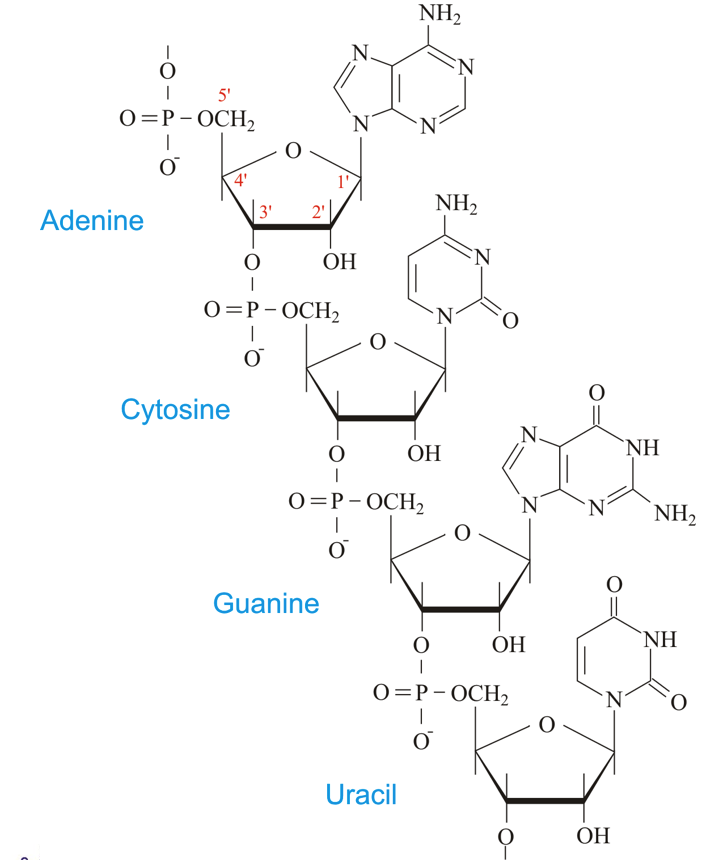 NH₂
O
N
N
5'
O=P–OCH₂
O
N
N
O⁻
4'
1'
3'
2'
Adenine
NH₂
O
OH
N
O=P–OCH₂
N
O
O⁻
O
O
Cytosine
N
NH
O
OH
O=P–OCH₂
N
N
NH₂
O⁻
O
O
Guanine
NH
O
OH
O=P–OCH₂
N
O
O⁻
O
Uracil
O
OH